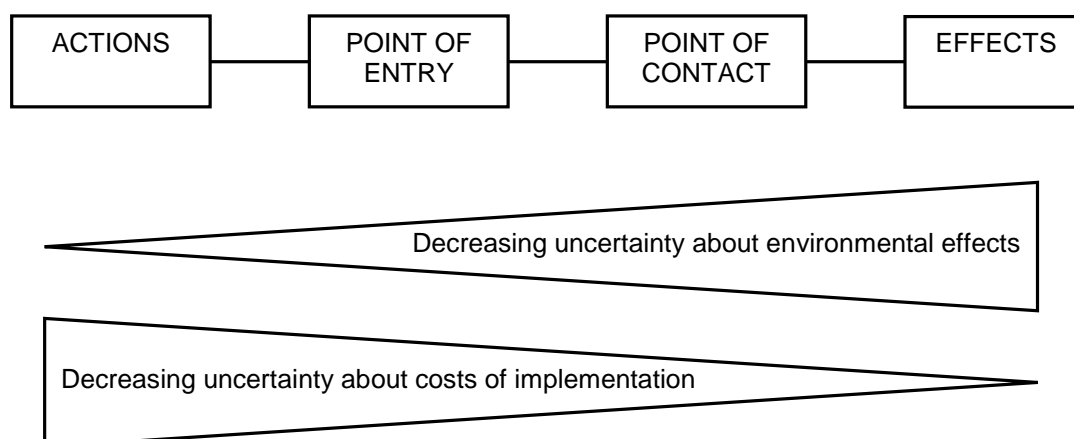 ACTIONS
POINT OF
ENTRY
POINT OF
CONTACT
EFFECTS
Decreasing uncertainty about environmental effects
Decreasing uncertainty about costs of implementation